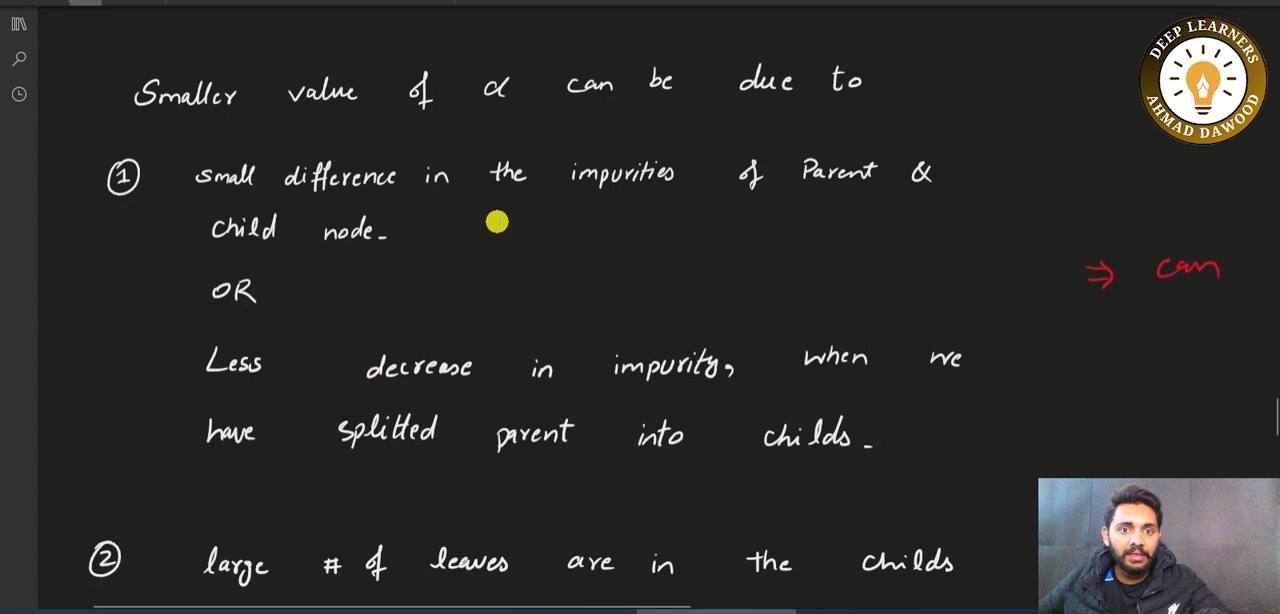 Smaller value of α can be due to
① small difference in the impurities of Parent &
child node-
⇒ can
OR
Less decrease in impurity, when we
have splitted parent into childs-
② large # of leaves are in the childs
DEEP LEARNERS
AHMAD DAWOOD